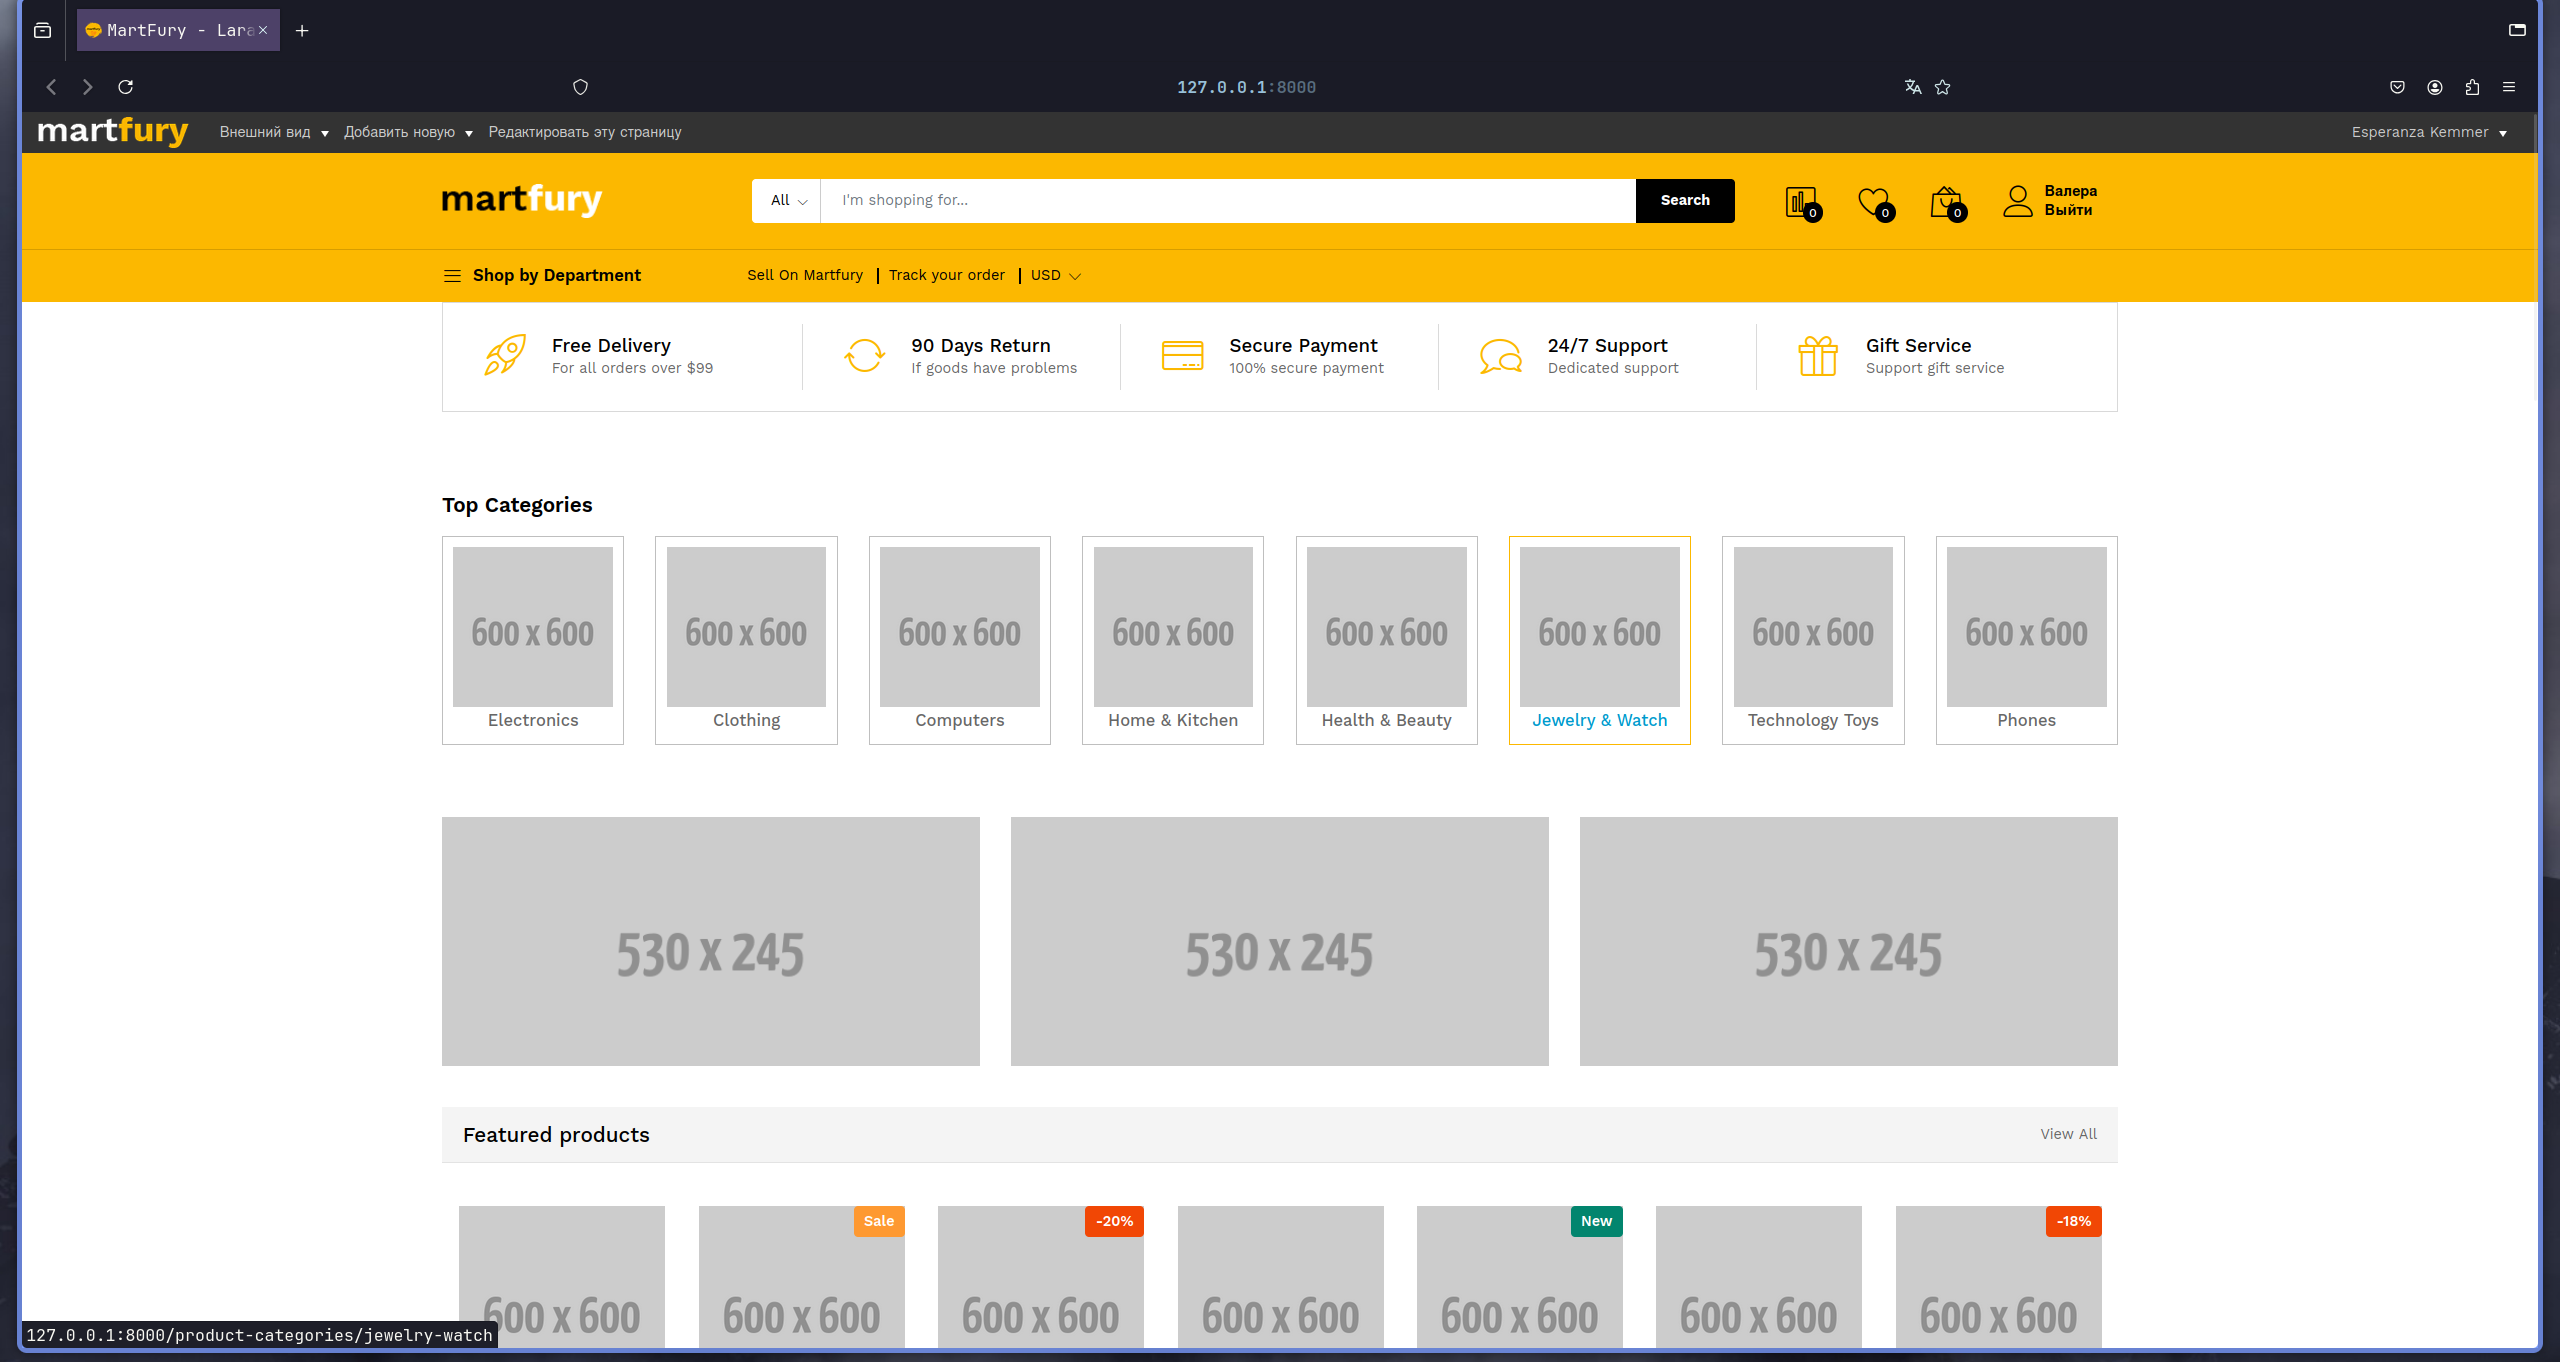 MartFury - Lara
127.0.0.1:8000
martfury
Внешний вид
Добавить новую
Редактировать эту страницу
Esperanza Kemmer
martfury
All
I'm shopping for...
Search
0
0
0
Валера
Выйти
Shop by Department
Sell On Martfury
Track your order
USD
Free Delivery
For all orders over $99
90 Days Return
If goods have problems
Secure Payment
100% secure payment
24/7 Support
Dedicated support
Gift Service
Support gift service
Top Categories
600 x 600
600 x 600
600 x 600
600 x 600
600 x 600
600 x 600
600 x 600
600 x 600
Electronics
Clothing
Computers
Home & Kitchen
Health & Beauty
Jewelry & Watch
Technology Toys
Phones
530 x 245
530 x 245
530 x 245
Featured products
View All
Sale
-20%
New
-18%
600 x 600
600 x 600
600 x 600
600 x 600
600 x 600
600 x 600
600 x 600
127.0.0.1:8000/product-categories/jewelry-watch